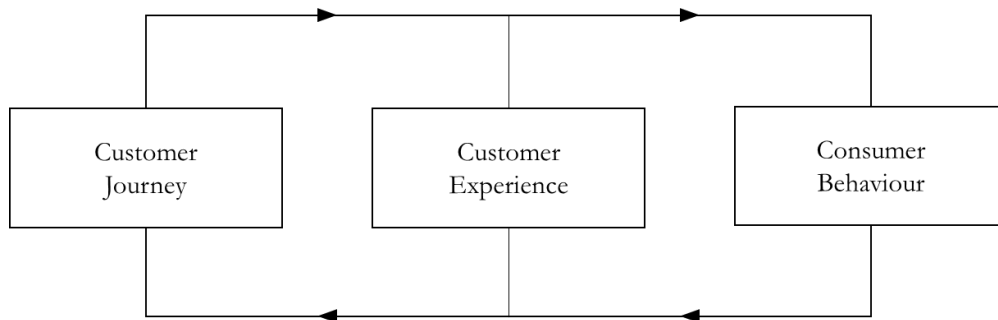 Customer
Journey
Customer
Experience
Consumer
Behaviour